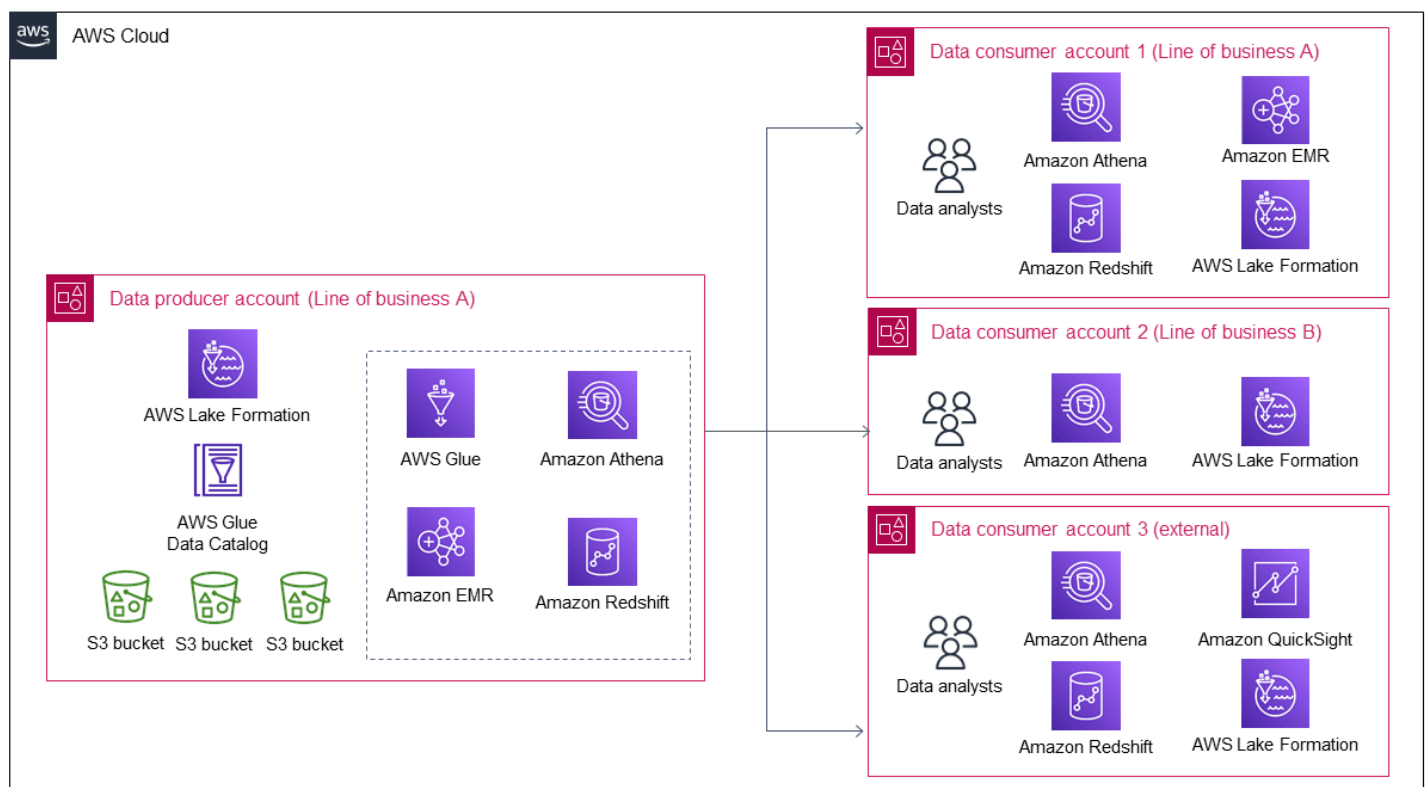 aws
AWS Cloud
Data producer account (Line of business A)
AWS Lake Formation
AWS Glue
Data Catalog
S3 bucket
S3 bucket
S3 bucket
AWS Glue
Amazon Athena
Amazon EMR
Amazon Redshift
Data consumer account 1 (Line of business A)
Data analysts
Amazon Athena
Amazon EMR
Amazon Redshift
AWS Lake Formation
Data consumer account 2 (Line of business B)
Data analysts
Amazon Athena
AWS Lake Formation
Data consumer account 3 (external)
Data analysts
Amazon Athena
Amazon QuickSight
Amazon Redshift
AWS Lake Formation